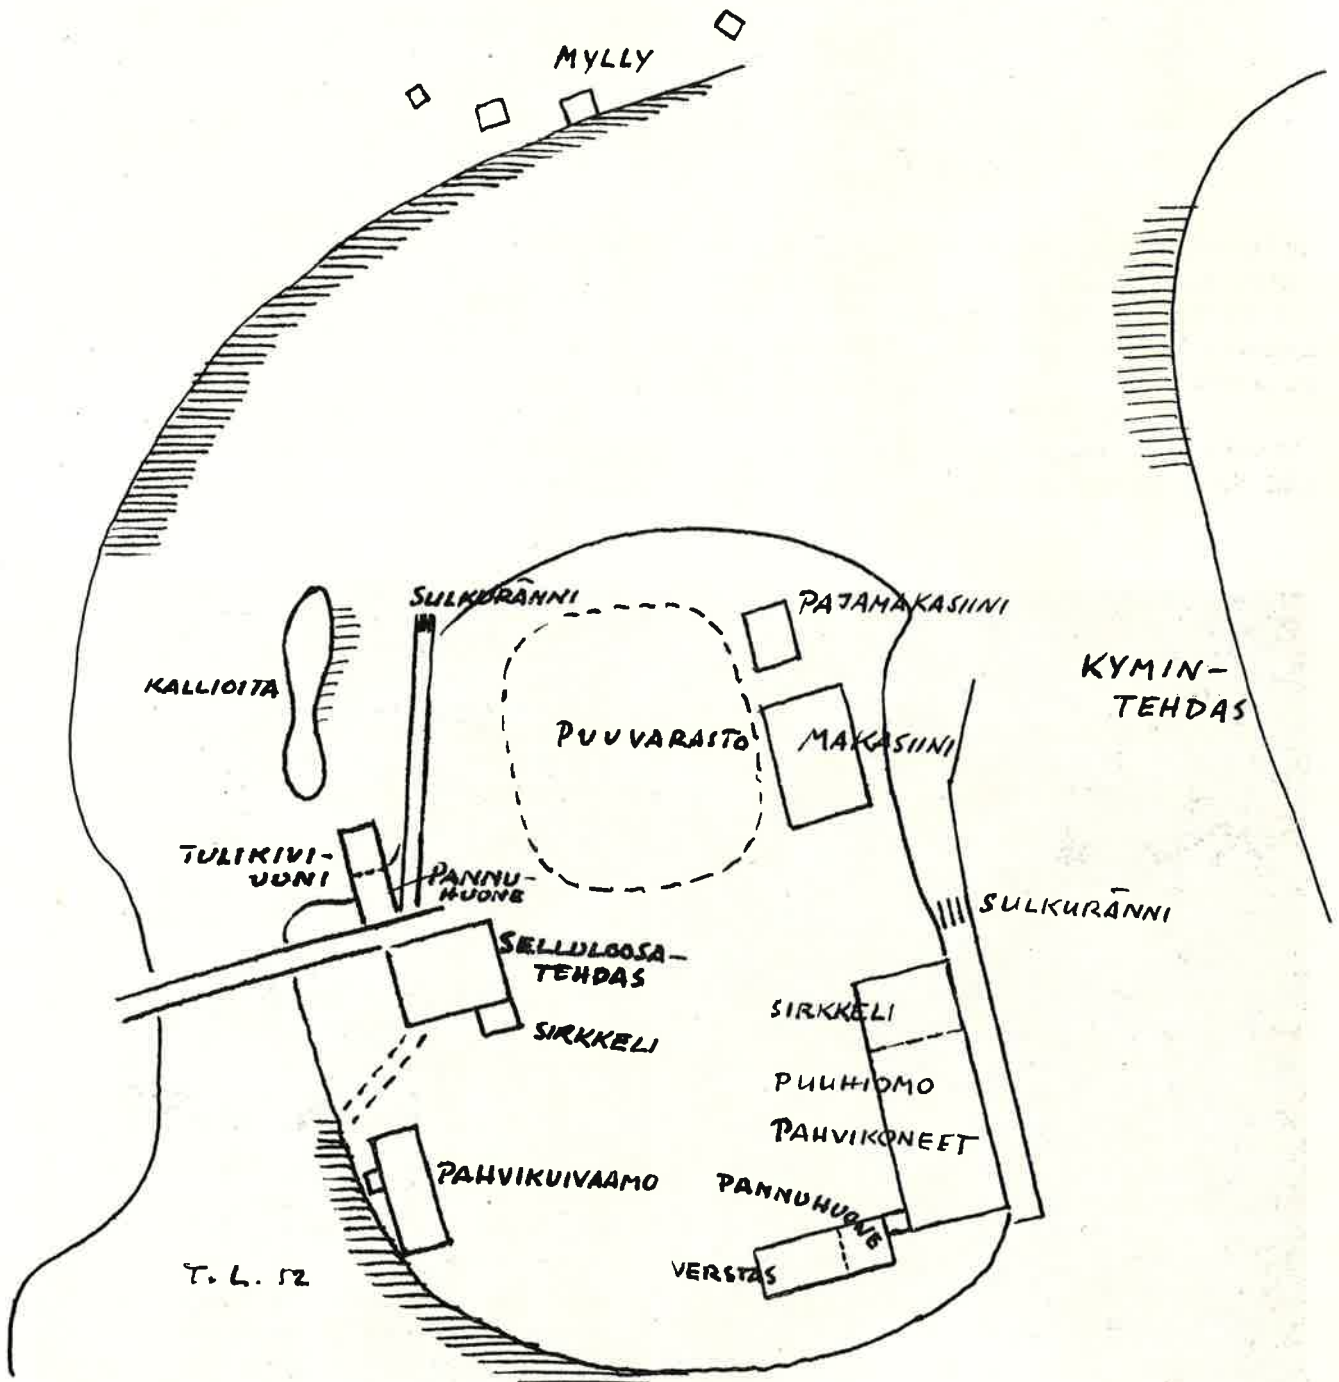 MYLLY
SULKURÄNNI
PAJAMAKASIINI
KALLIOITA
KYMIN-
TEHDAS
PUUVARASTO
MAKASIINI
TULIKIVI-
UUNI
PANNU-
HUONE
SULKURÄNNI
SELLULOOSA-
TEHDAS
SIRKKELI
SIRKKELI
PUUHIOMO
PAHVIKONEET
PAHVIKUIVAAMO
PANNUHUONE
VERSTAS
T. L. 52